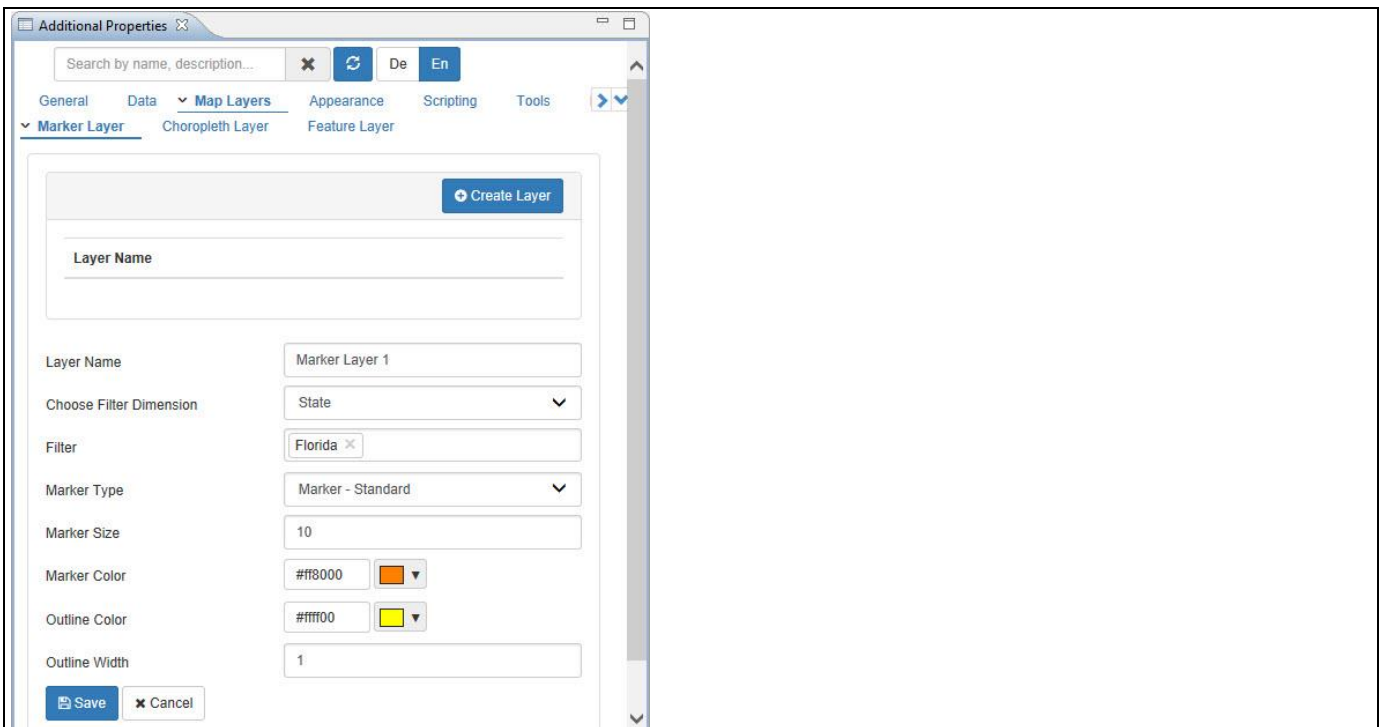 Additional Properties
Search by name, description... De En
General Data Map Layers Appearance Scripting Tools
Marker Layer Choropleth Layer Feature Layer
Create Layer
Layer Name
Layer Name Marker Layer 1
Choose Filter Dimension State
Filter Florida
Marker Type Marker - Standard
Marker Size 10
Marker Color #ff8000
Outline Color #ffff00
Outline Width 1
Save Cancel